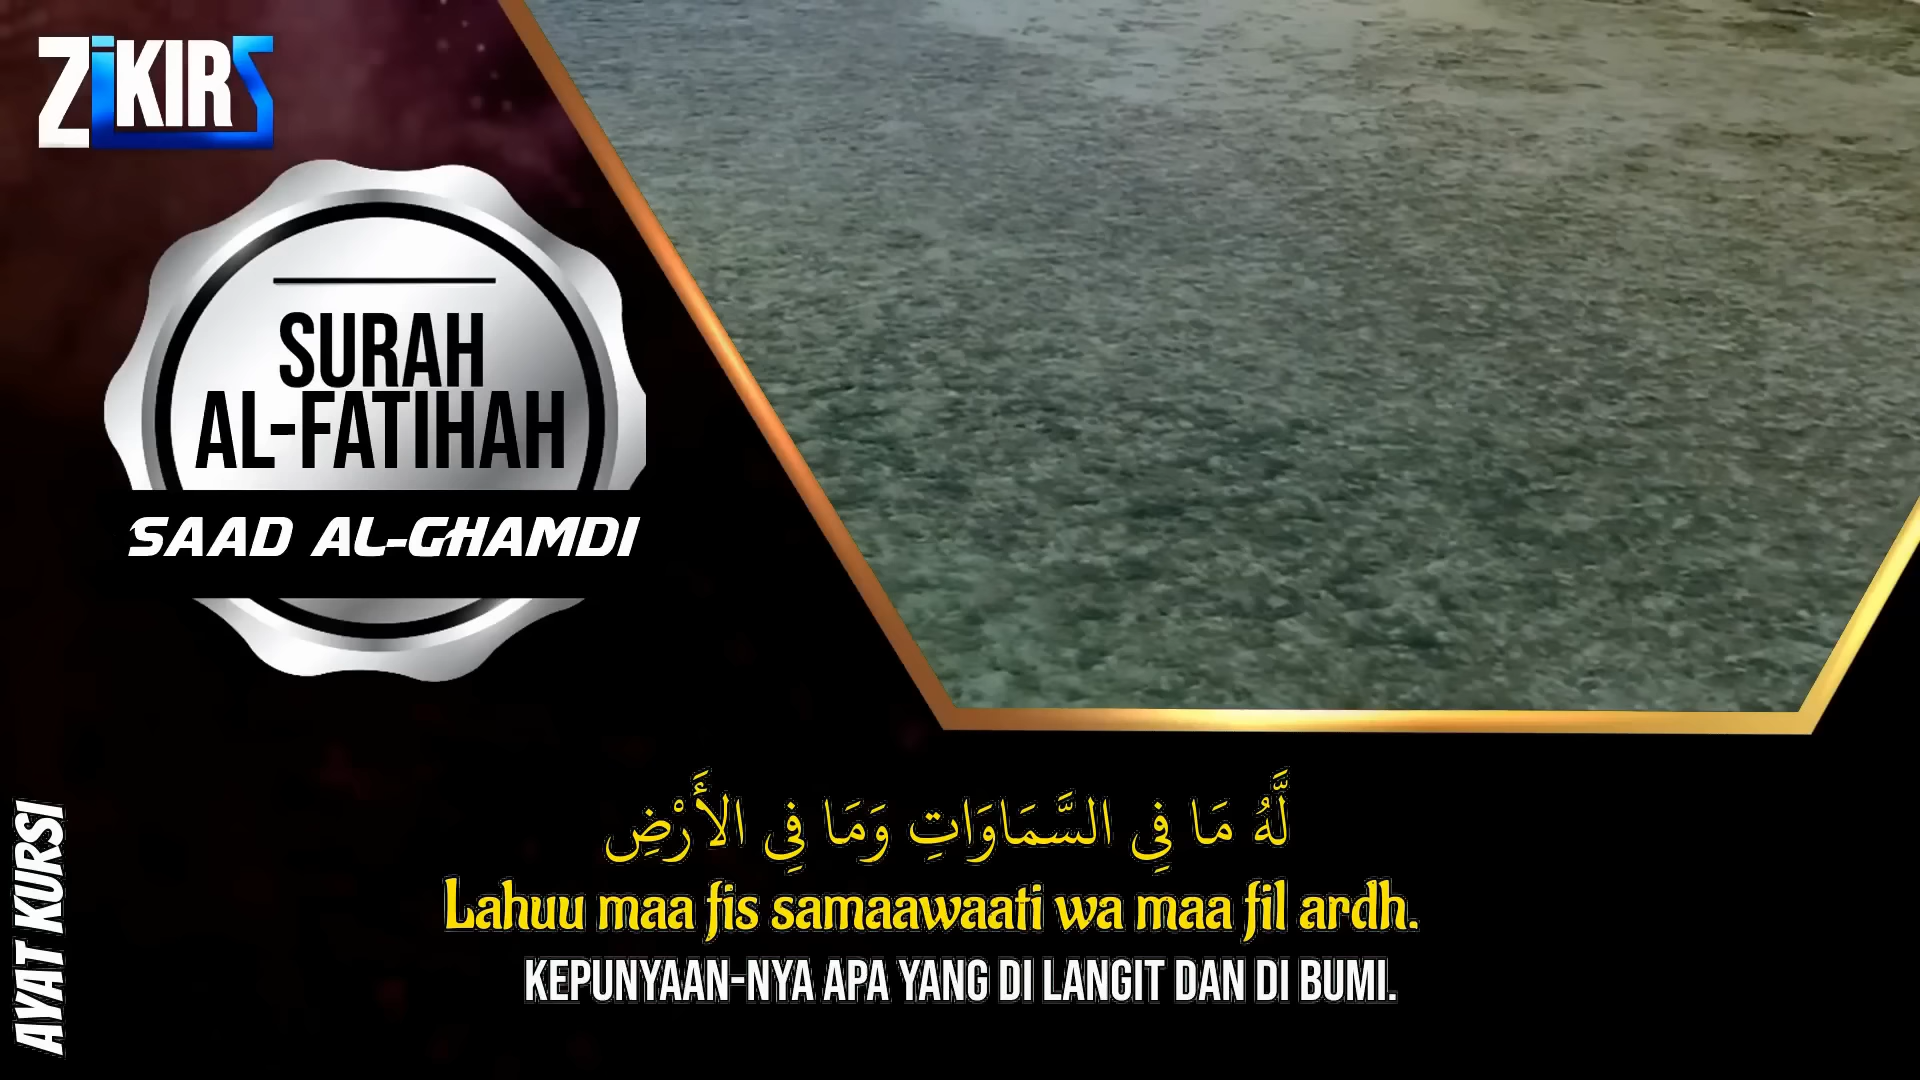 ZIKIRS
SURAH
AL-FATIHAH
SAAD AL-GHAMDI
لَّهُ مَا فِي السَّمَاوَاتِ وَمَا فِي الأَرْضِ
Lahuu maa fis samaawaati wa maa fil ardh.
KEPUNYAAN-NYA APA YANG DI LANGIT DAN DI BUMI.
AYAT KURSI